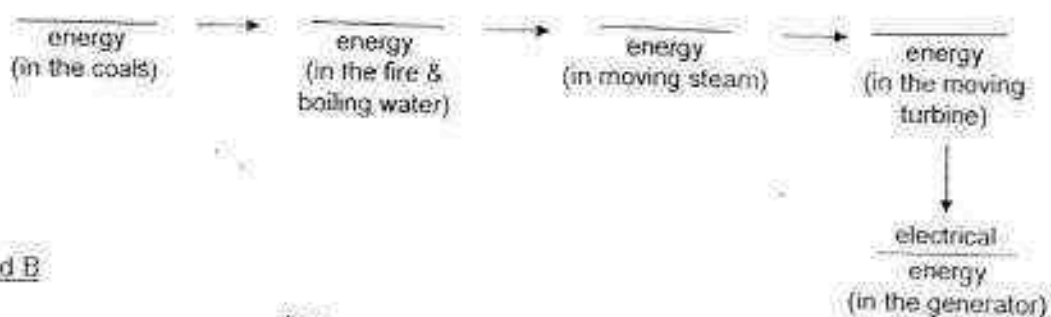 energy
(in the coals)
energy
(in the fire &
boiling water)
energy
(in moving steam)
energy
(in the moving
turbine)
electrical
energy
(in the generator)
d B